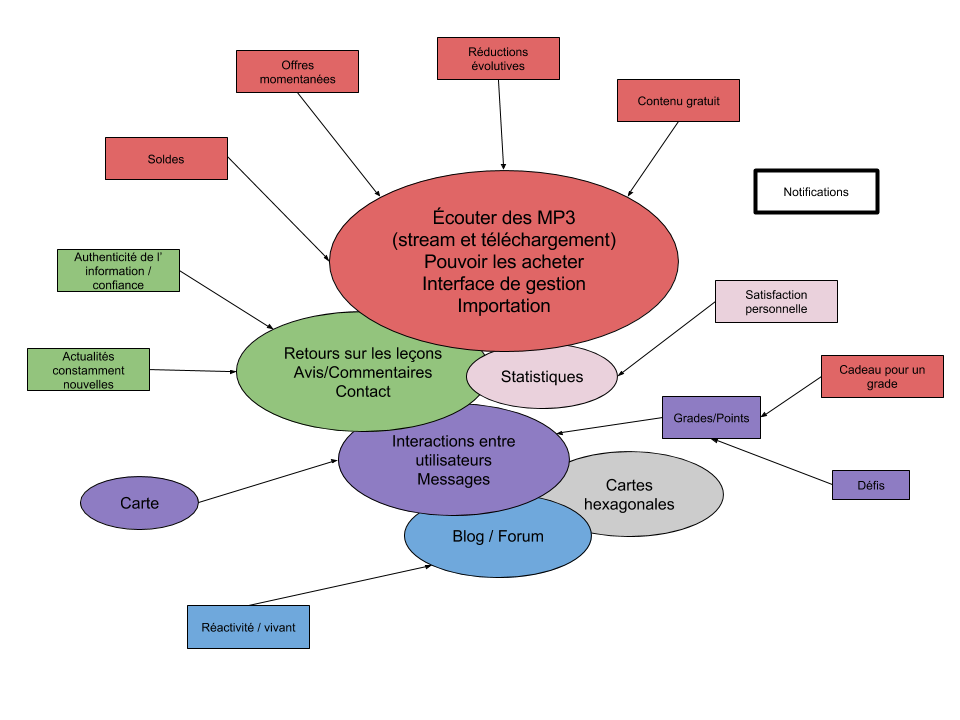 Réductions
évolutives
Offres
momentanées
Contenu gratuit
Soldes
Notifications
Écouter des MP3
(stream et téléchargement)
Pouvoir les acheter
Interface de gestion
Importation
Authenticité de l'
information /
confiance
Satisfaction
personnelle
Retours sur les leçons
Avis/Commentaires
Contact
Statistiques
Actualités
constamment
nouvelles
Cadeau pour un
grade
Grades/Points
Interactions entre
utilisateurs
Messages
Défis
Cartes
hexagonales
Carte
Blog / Forum
Réactivité / vivant